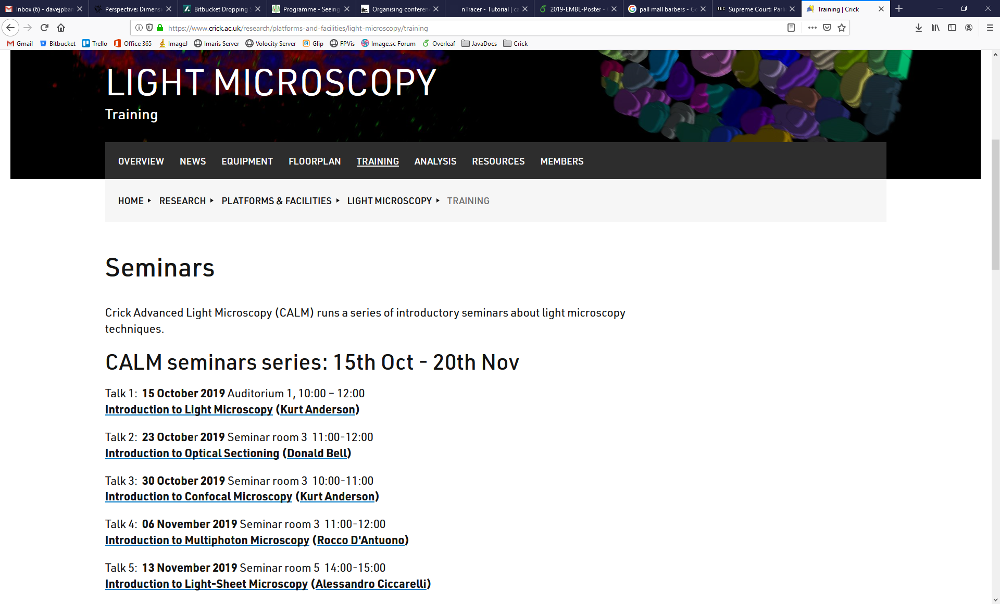 Inbox (6) - davejpbar
Perspective: Dimensi
Bitbucket Dropping S
Programme - Seeing
Organising conferen
nTracer - Tutorial | ca
2019-EMBL-Poster -
pall mall barbers - Go
BBC Supreme Court: Parli
Training | Crick
https://www.crick.ac.uk/research/platforms-and-facilities/light-microscopy/training
Gmail Bitbucket Trello Office 365 ImageJ Imaris Server Volocity Server Glip FPVis Image.sc Forum Overleaf JavaDocs Crick
LIGHT MICROSCOPY
Training
OVERVIEW NEWS EQUIPMENT FLOORPLAN TRAINING ANALYSIS RESOURCES MEMBERS
HOME RESEARCH PLATFORMS & FACILITIES LIGHT MICROSCOPY TRAINING
Seminars
Crick Advanced Light Microscopy (CALM) runs a series of introductory seminars about light microscopy
techniques.
CALM seminars series: 15th Oct - 20th Nov
Talk 1: 15 October 2019 Auditorium 1, 10:00 – 12:00
Introduction to Light Microscopy (Kurt Anderson)
Talk 2: 23 October 2019 Seminar room 3 11:00-12:00
Introduction to Optical Sectioning (Donald Bell)
Talk 3: 30 October 2019 Seminar room 3 10:00-11:00
Introduction to Confocal Microscopy (Kurt Anderson)
Talk 4: 06 November 2019 Seminar room 3 11:00-12:00
Introduction to Multiphoton Microscopy (Rocco D'Antuono)
Talk 5: 13 November 2019 Seminar room 5 14:00-15:00
Introduction to Light-Sheet Microscopy (Alessandro Ciccarelli)